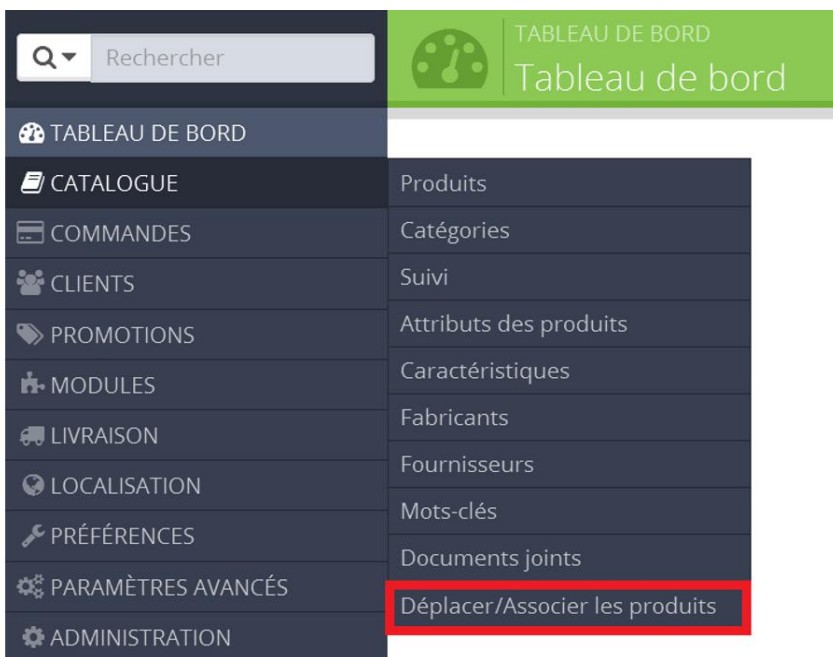 Rechercher
TABLEAU DE BORD
Tableau de bord
TABLEAU DE BORD
CATALOGUE
COMMANDES
CLIENTS
PROMOTIONS
MODULES
LIVRAISON
LOCALISATION
PRÉFÉRENCES
PARAMÈTRES AVANCÉS
ADMINISTRATION
Produits
Catégories
Suivi
Attributs des produits
Caractéristiques
Fabricants
Fournisseurs
Mots-clés
Documents joints
Déplacer/Associer les produits